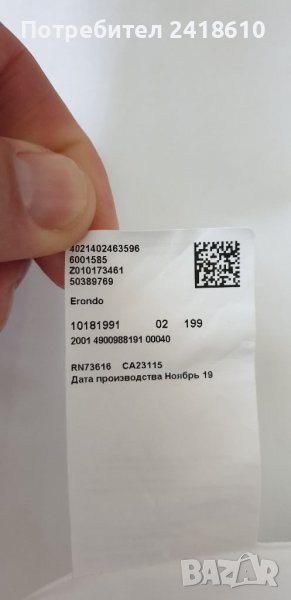 Потребител 2418610
4021402463596
6001585
Z010173461
50389769
Erondo
10181991 02 199
2001 4900988191 00040
RN73616 CA23115
Дата производства Ноябрь 19
BAZAR